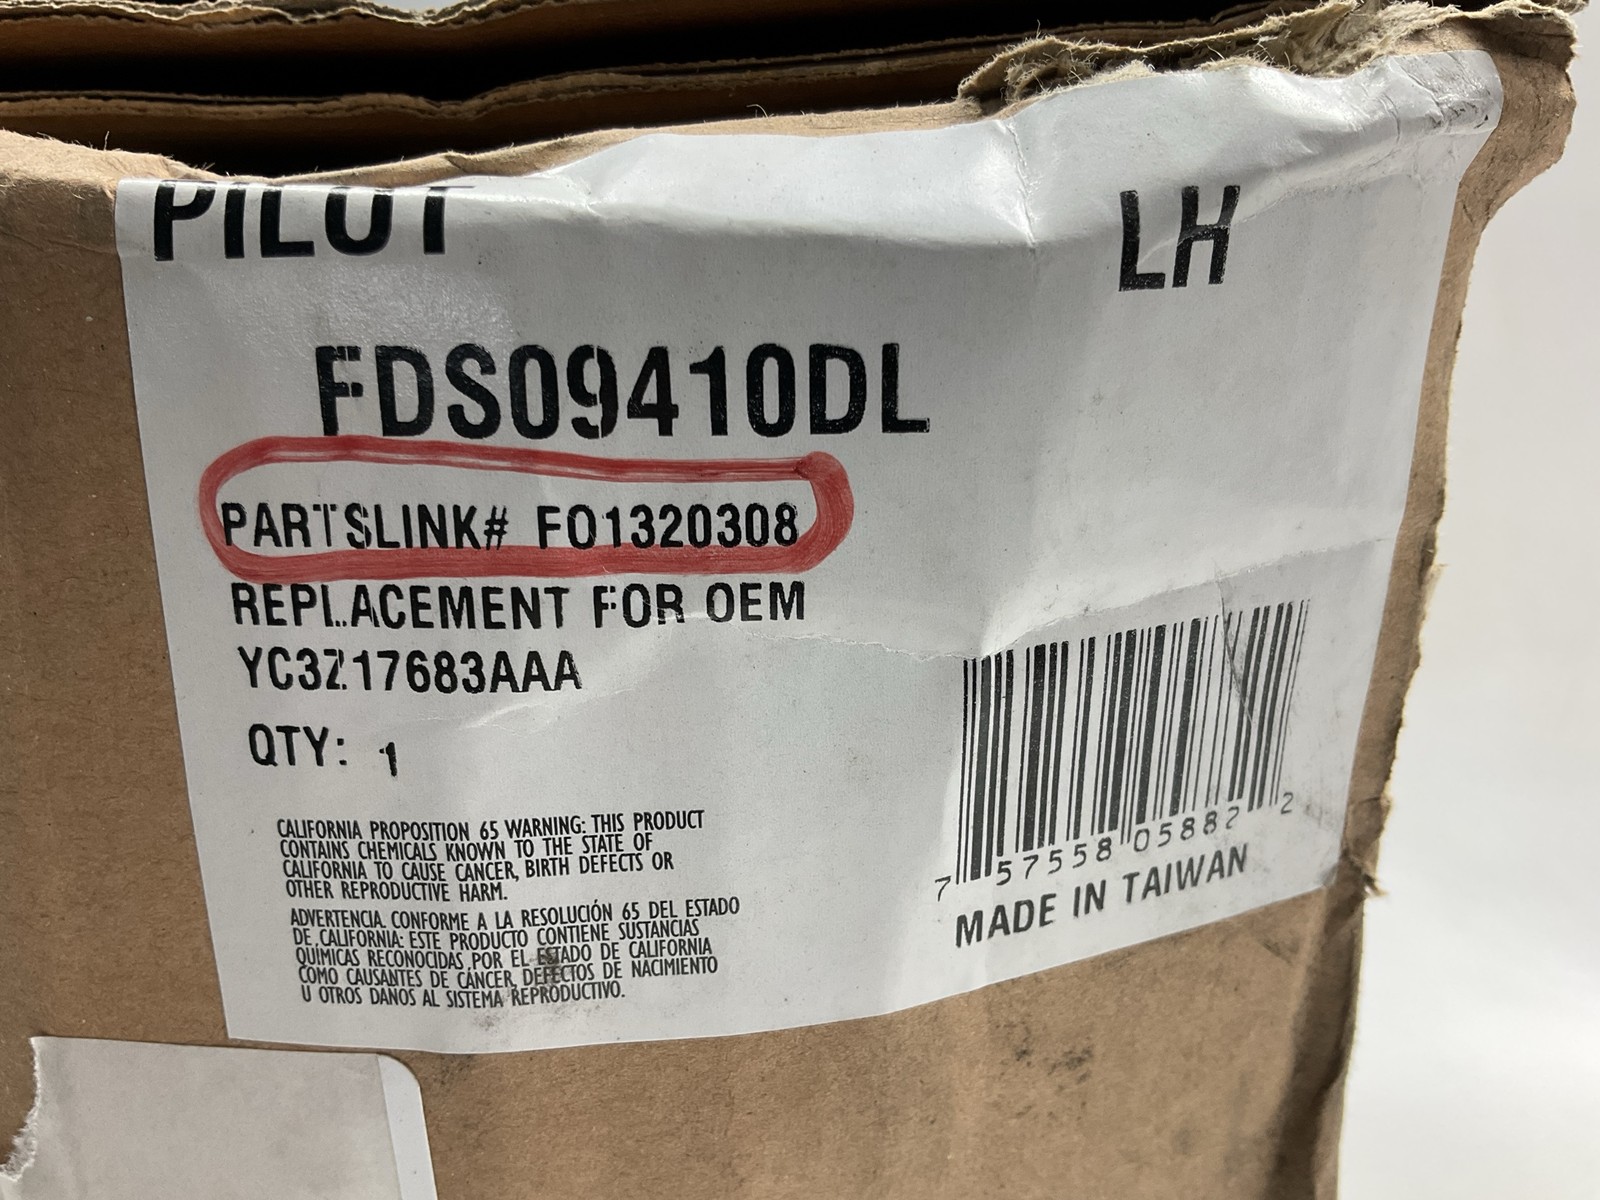 PILOT LH
FDS09410DL
PARTSLINK# FO1320308
REPLACEMENT FOR OEM
YC3Z17683AAA
QTY: 1
CALIFORNIA PROPOSITION 65 WARNING: THIS PRODUCT
CONTAINS CHEMICALS KNOWN TO THE STATE OF
CALIFORNIA TO CAUSE CANCER, BIRTH DEFECTS OR
OTHER REPRODUCTIVE HARM.
ADVERTENCIA. CONFORME A LA RESOLUCIÓN 65 DEL ESTADO
DE CALIFORNIA: ESTE PRODUCTO CONTIENE SUSTANCIAS
QUÍMICAS RECONOCIDAS POR EL ESTADO DE CALIFORNIA
COMO CAUSANTES DE CÁNCER, DEFECTOS DE NACIMIENTO
U OTROS DANOS AL SISTEMA REPRODUCTIVO.
7 57558 05882 2
MADE IN TAIWAN